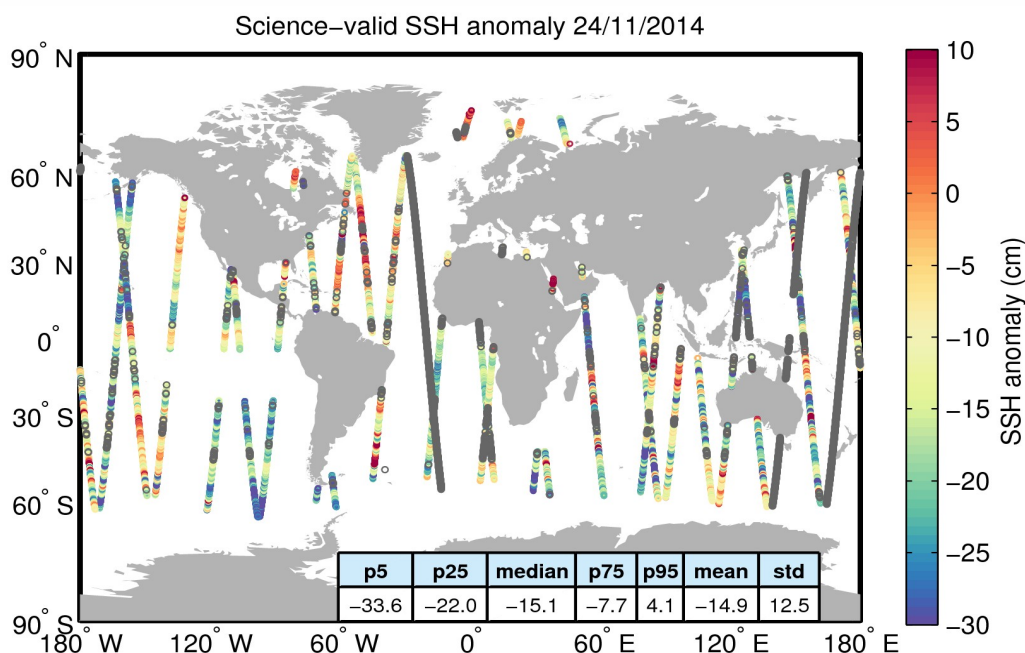 Science−valid SSH anomaly 24/11/2014
90° N
60° N
30° N
0°
30° S
60° S
90° S
180° W
120° W
60° W
0°
60° E
120° E
180° E
10
5
0
−5
−10
−15
−20
−25
−30
SSH anomaly (cm)
p5 p25 median p75 p95 mean std
−33.6 −22.0 −15.1 −7.7 4.1 −14.9 12.5